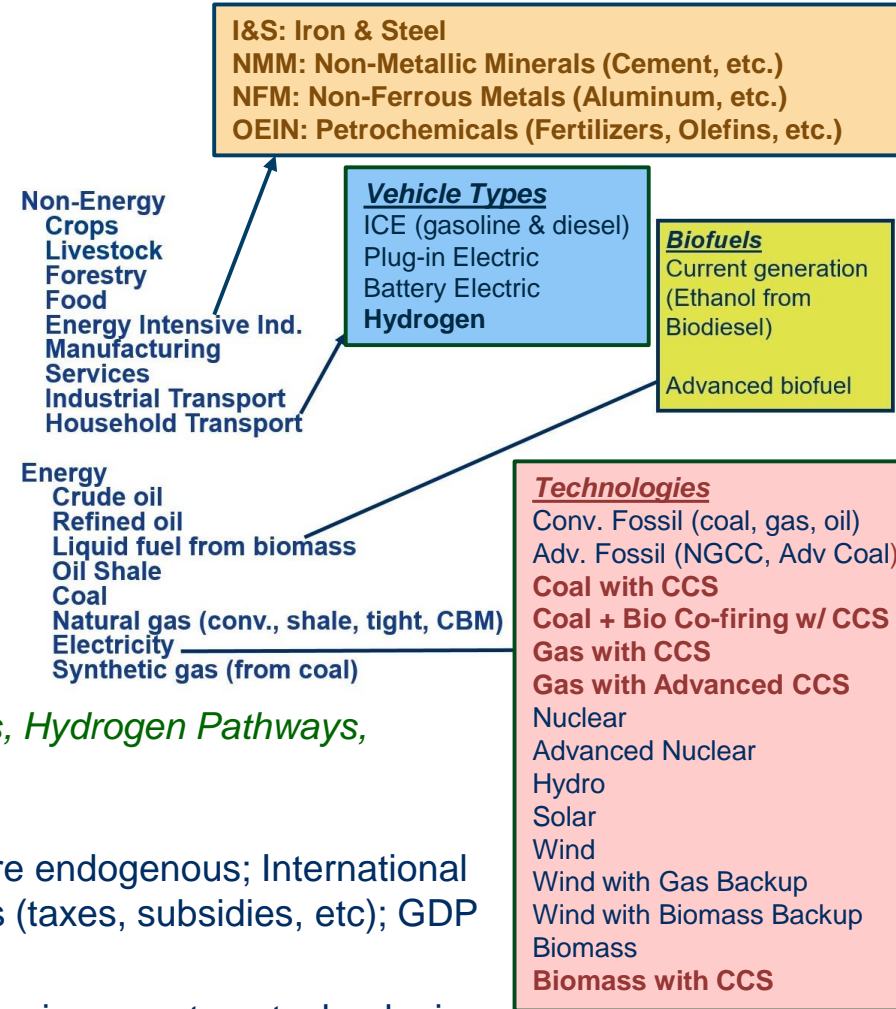 I&S: Iron & Steel
NMM: Non-Metallic Minerals (Cement, etc.)
NFM: Non-Ferrous Metals (Aluminum, etc.)
OEIN: Petrochemicals (Fertilizers, Olefins, etc.)
Non-Energy
Crops
Livestock
Forestry
Food
Energy Intensive Ind.
Manufacturing
Services
Industrial Transport
Household Transport
Vehicle Types
ICE (gasoline & diesel)
Plug-in Electric
Battery Electric
Hydrogen
Biofuels
Current generation
(Ethanol from
Biodiesel)
Advanced biofuel
Energy
Crude oil
Refined oil
Liquid fuel from biomass
Oil Shale
Coal
Natural gas (conv., shale, tight, CBM)
Electricity
Synthetic gas (from coal)
Technologies
Conv. Fossil (coal, gas, oil)
Adv. Fossil (NGCC, Adv Coal)
Coal with CCS
Coal + Bio Co-firing w/ CCS
Gas with CCS
Gas with Advanced CCS
Nuclear
Advanced Nuclear
Hydro
Solar
Wind
Wind with Gas Backup
Wind with Biomass Backup
Biomass
Biomass with CCS
s, Hydrogen Pathways,
re endogenous; International
s (taxes, subsidies, etc); GDP